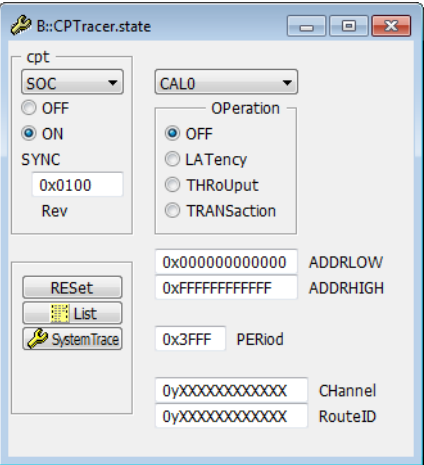 B::CPTracer.state
cpt
SOC
CAL0
OFF
ON
OPeration
OFF
LATency
THRoUput
TRANSaction
SYNC
0x0100
Rev
0x000000000000 ADDRLOW
0xFFFFFFFFFFFF ADDRHIGH
RESet
List
SystemTrace
0x3FFF PERiod
0yXXXXXXXXXXXX CHannel
0yXXXXXXXXXXXX RouteID